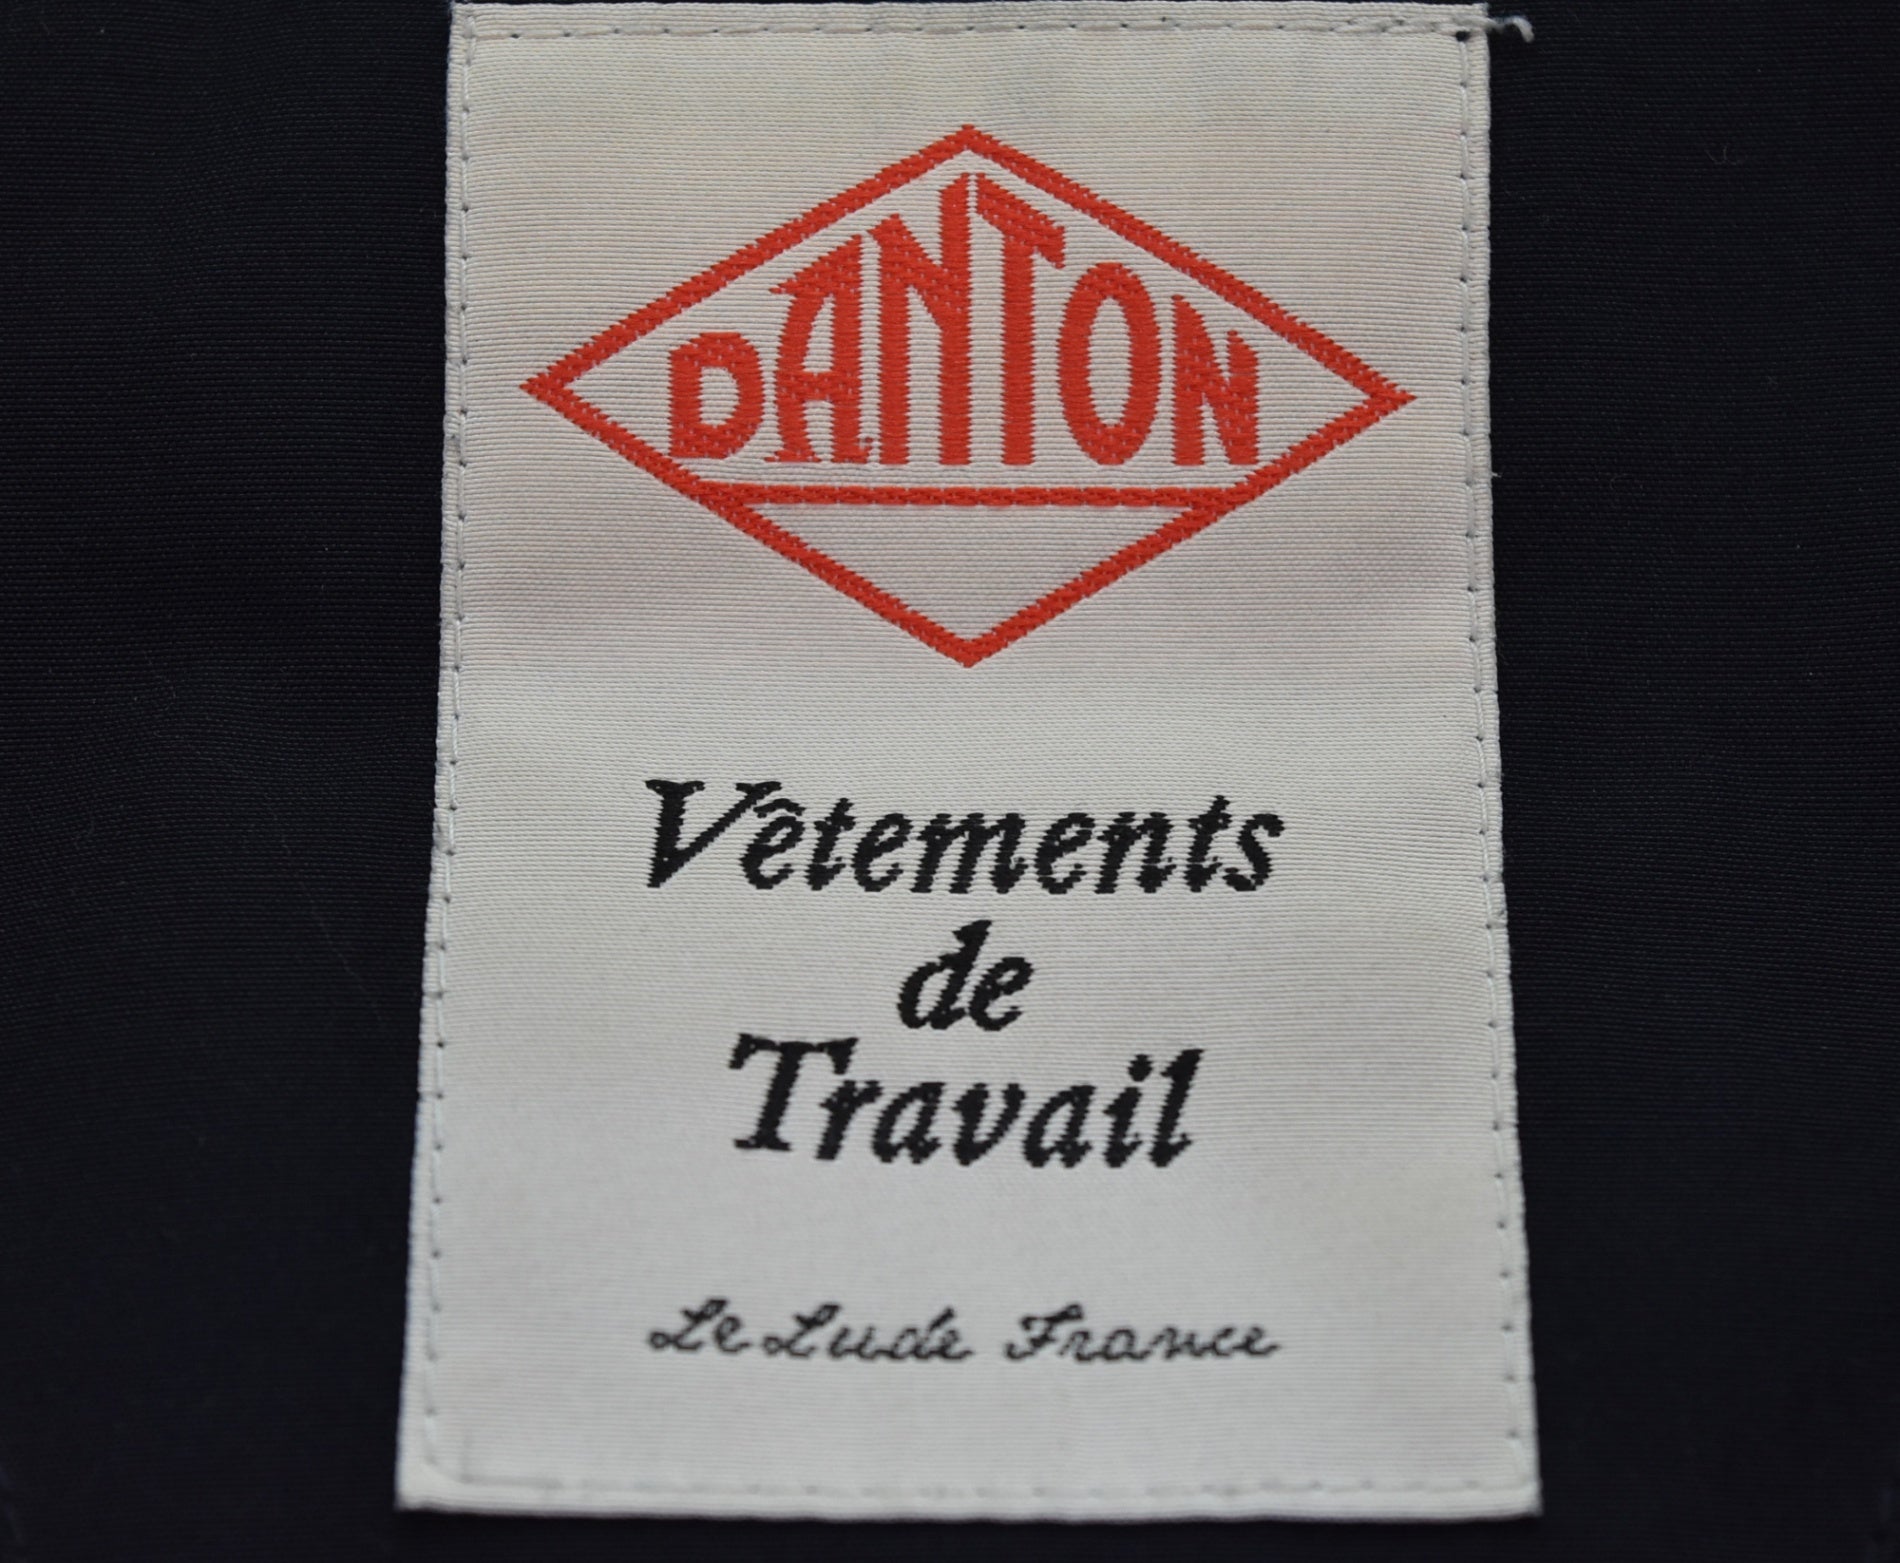 DANTON
Vêtements
de
Travail
Le Lude France